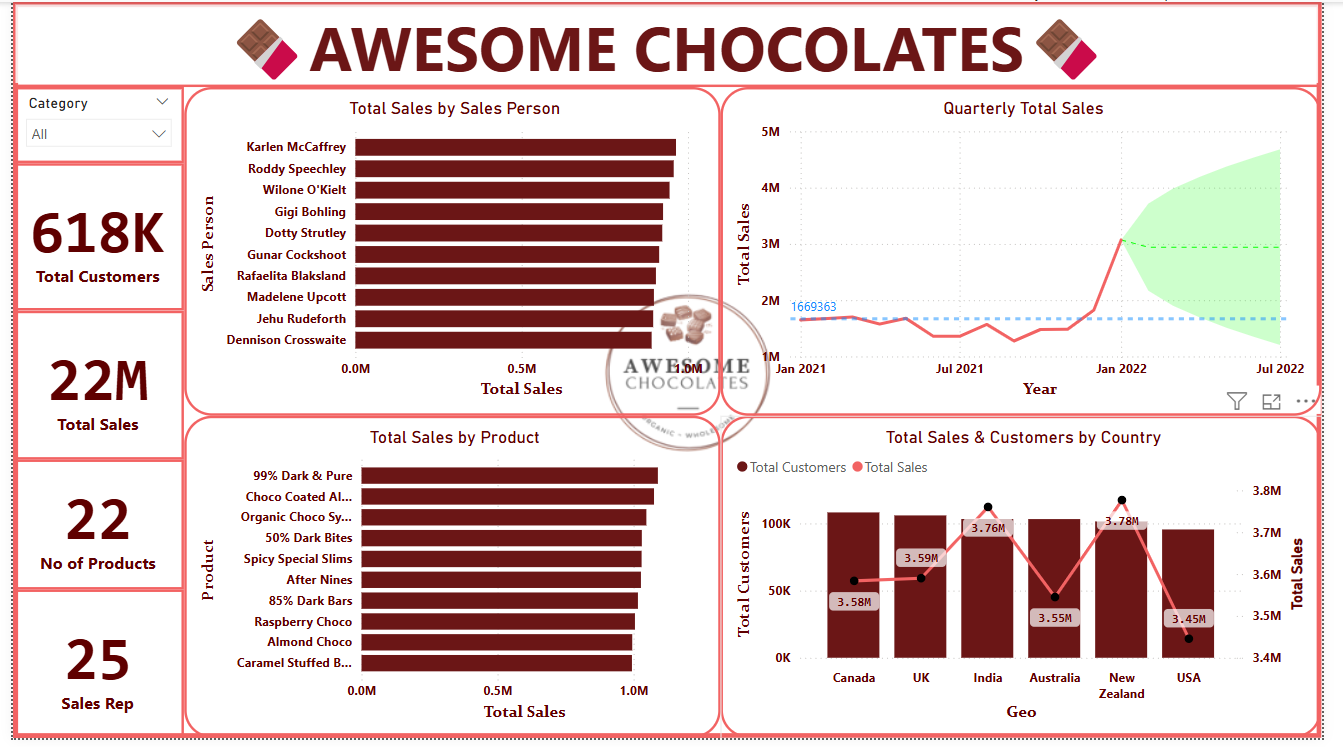 AWESOME CHOCOLATES
Category
All
618K
Total Customers
22M
Total Sales
22
No of Products
25
Sales Rep
Total Sales by Sales Person
Sales Person
Karlen McCaffrey
Roddy Speechley
Wilone O'Kielt
Gigi Bohling
Dotty Strutley
Gunar Cockshoot
Rafaelita Blaksland
Madelene Upcott
Jehu Rudeforth
Dennison Crosswaite
0.0M 0.5M 1.0M
Total Sales
Quarterly Total Sales
Total Sales
5M
4M
3M
2M
1M
1669363
Jan 2021 Jul 2021 Jan 2022 Jul 2022
Year
AWESOME
CHOCOLATES
ORGANIC - WHOLESOME
Total Sales by Product
Product
99% Dark & Pure
Choco Coated Al...
Organic Choco Sy...
50% Dark Bites
Spicy Special Slims
After Nines
85% Dark Bars
Raspberry Choco
Almond Choco
Caramel Stuffed B...
0.0M 0.5M 1.0M
Total Sales
Total Sales & Customers by Country
Total Customers Total Sales
Total Customers
100K
50K
0K
3.58M
3.59M
3.76M
3.55M
3.78M
3.45M
3.8M
3.7M
3.6M
3.5M
3.4M
Total Sales
Canada UK India Australia New Zealand USA
Geo